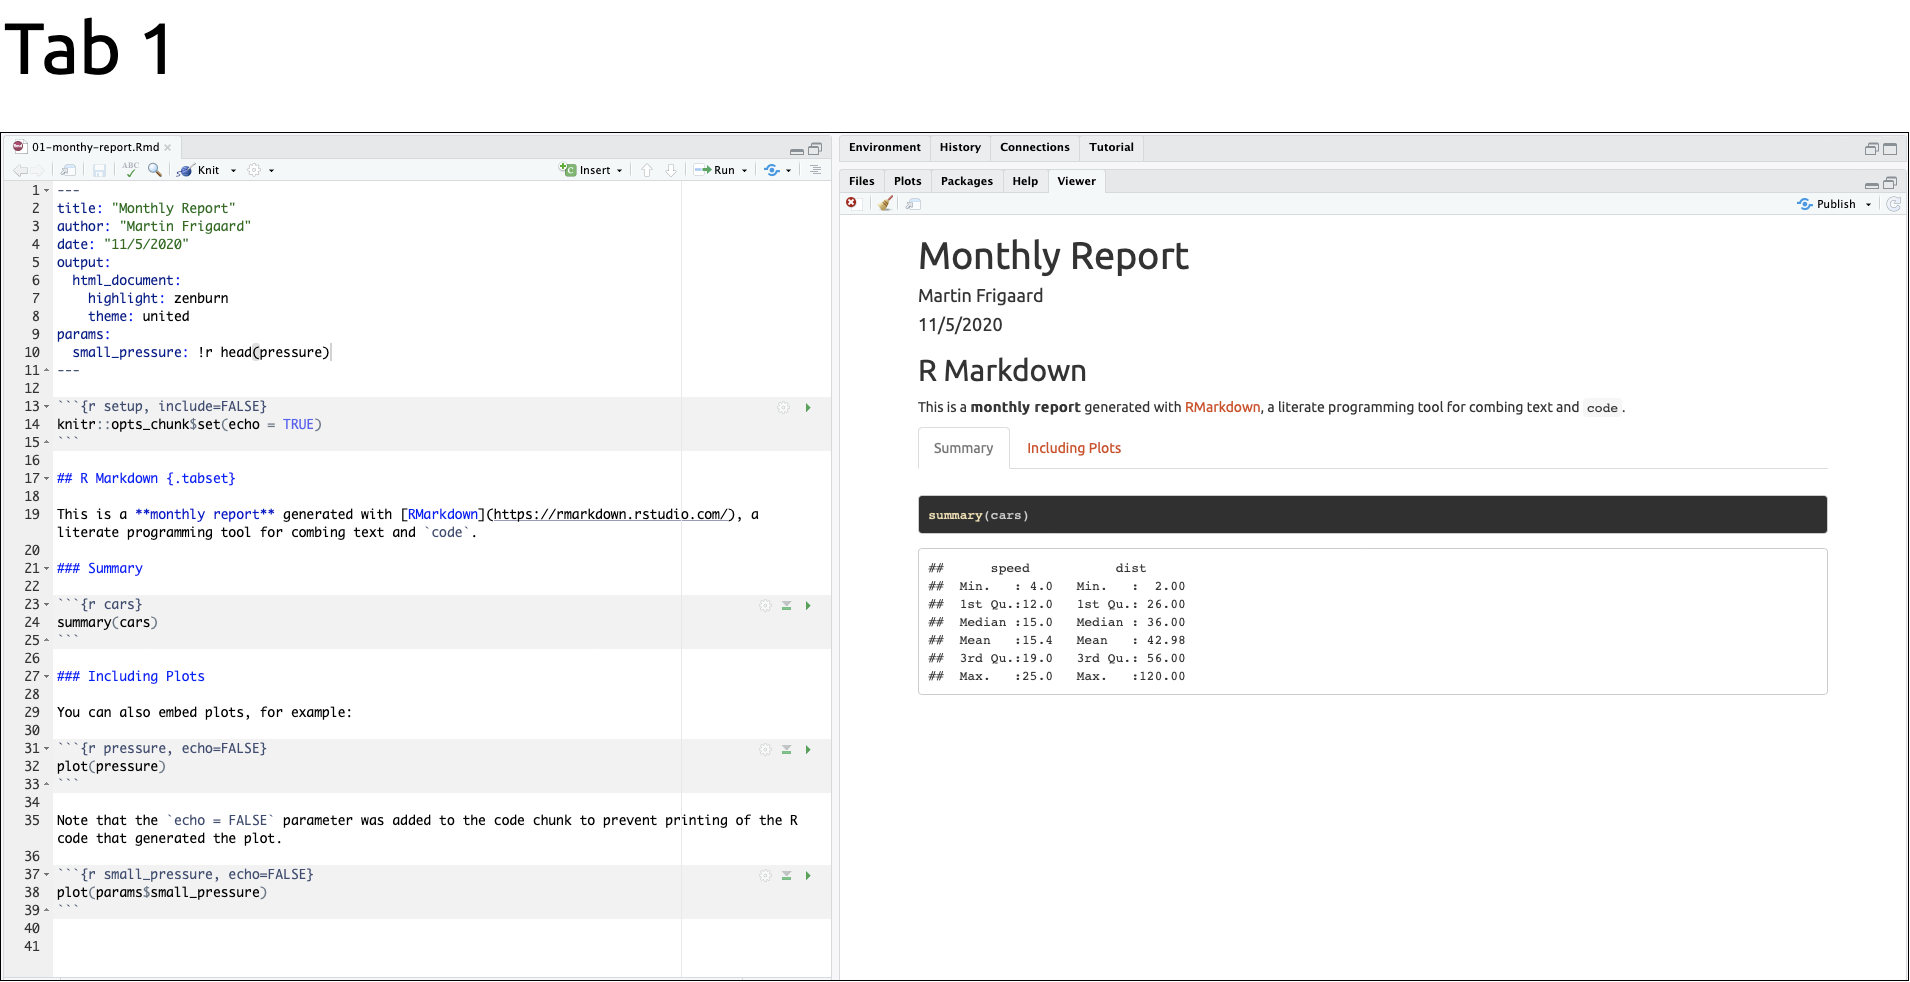 Tab 1
01-monthy-report.Rmd
ABC
Knit
Insert
Run
1 ---
2 title: "Monthly Report"
3 author: "Martin Frigaard"
4 date: "11/5/2020"
5 output:
6   html_document:
7     highlight: zenburn
8     theme: united
9 params:
10   small_pressure: !r head(pressure)
11 ---
12
13 ```{r setup, include=FALSE}
14 knitr::opts_chunk$set(echo = TRUE)
15 ```
16
17 ## R Markdown {.tabset}
18
19 This is a **monthly report** generated with [RMarkdown](https://rmarkdown.rstudio.com/), a
literate programming tool for combing text and `code`.
20
21 ### Summary
22
23 ```{r cars}
24 summary(cars)
25 ```
26
27 ### Including Plots
28
29 You can also embed plots, for example:
30
31 ```{r pressure, echo=FALSE}
32 plot(pressure)
33 ```
34
35 Note that the `echo = FALSE` parameter was added to the code chunk to prevent printing of the R
code that generated the plot.
36
37 ```{r small_pressure, echo=FALSE}
38 plot(params$small_pressure)
39 ```
40
41
Environment History Connections Tutorial
Files Plots Packages Help Viewer
Publish
Monthly Report
Martin Frigaard
11/5/2020
R Markdown
This is a monthly report generated with RMarkdown, a literate programming tool for combing text and code .
Summary Including Plots
summary(cars)
##      speed           dist
##  Min.   : 4.0   Min.   :  2.00
##  1st Qu.:12.0   1st Qu.: 26.00
##  Median :15.0   Median : 36.00
##  Mean   :15.4   Mean   : 42.98
##  3rd Qu.:19.0   3rd Qu.: 56.00
##  Max.   :25.0   Max.   :120.00